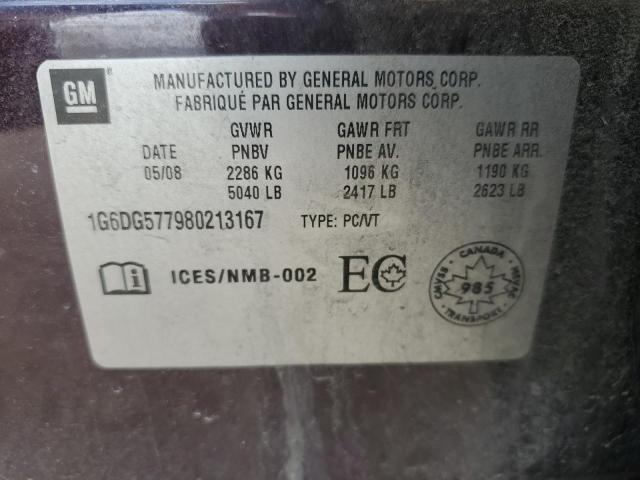 GM
MANUFACTURED BY GENERAL MOTORS CORP.
FABRIQUÉ PAR GENERAL MOTORS CORP.
GVWR GAWR FRT GAWR RR
DATE PNBV PNBE AV. PNBE ARR.
05/08 2286 KG 1096 KG 1190 KG
5040 LB 2417 LB 2623 LB
1G6DG577980213167 TYPE: PC/VT
i ICES/NMB-002 EC
CANADA
CMVSS NSVAC
985
TRANSPORT